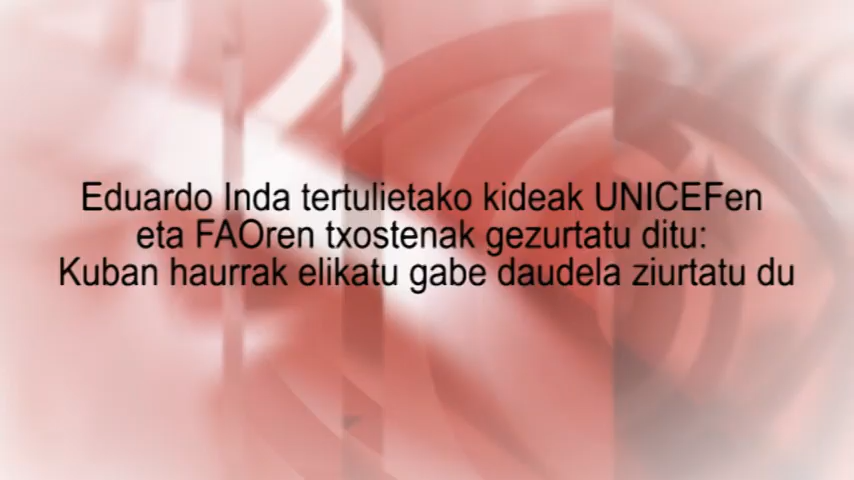 Eduardo Inda tertulietako kideak UNICEFen
eta FAOren txostenak gezurtatu ditu:
Kuban haurrak elikatu gabe daudela ziurtatu du